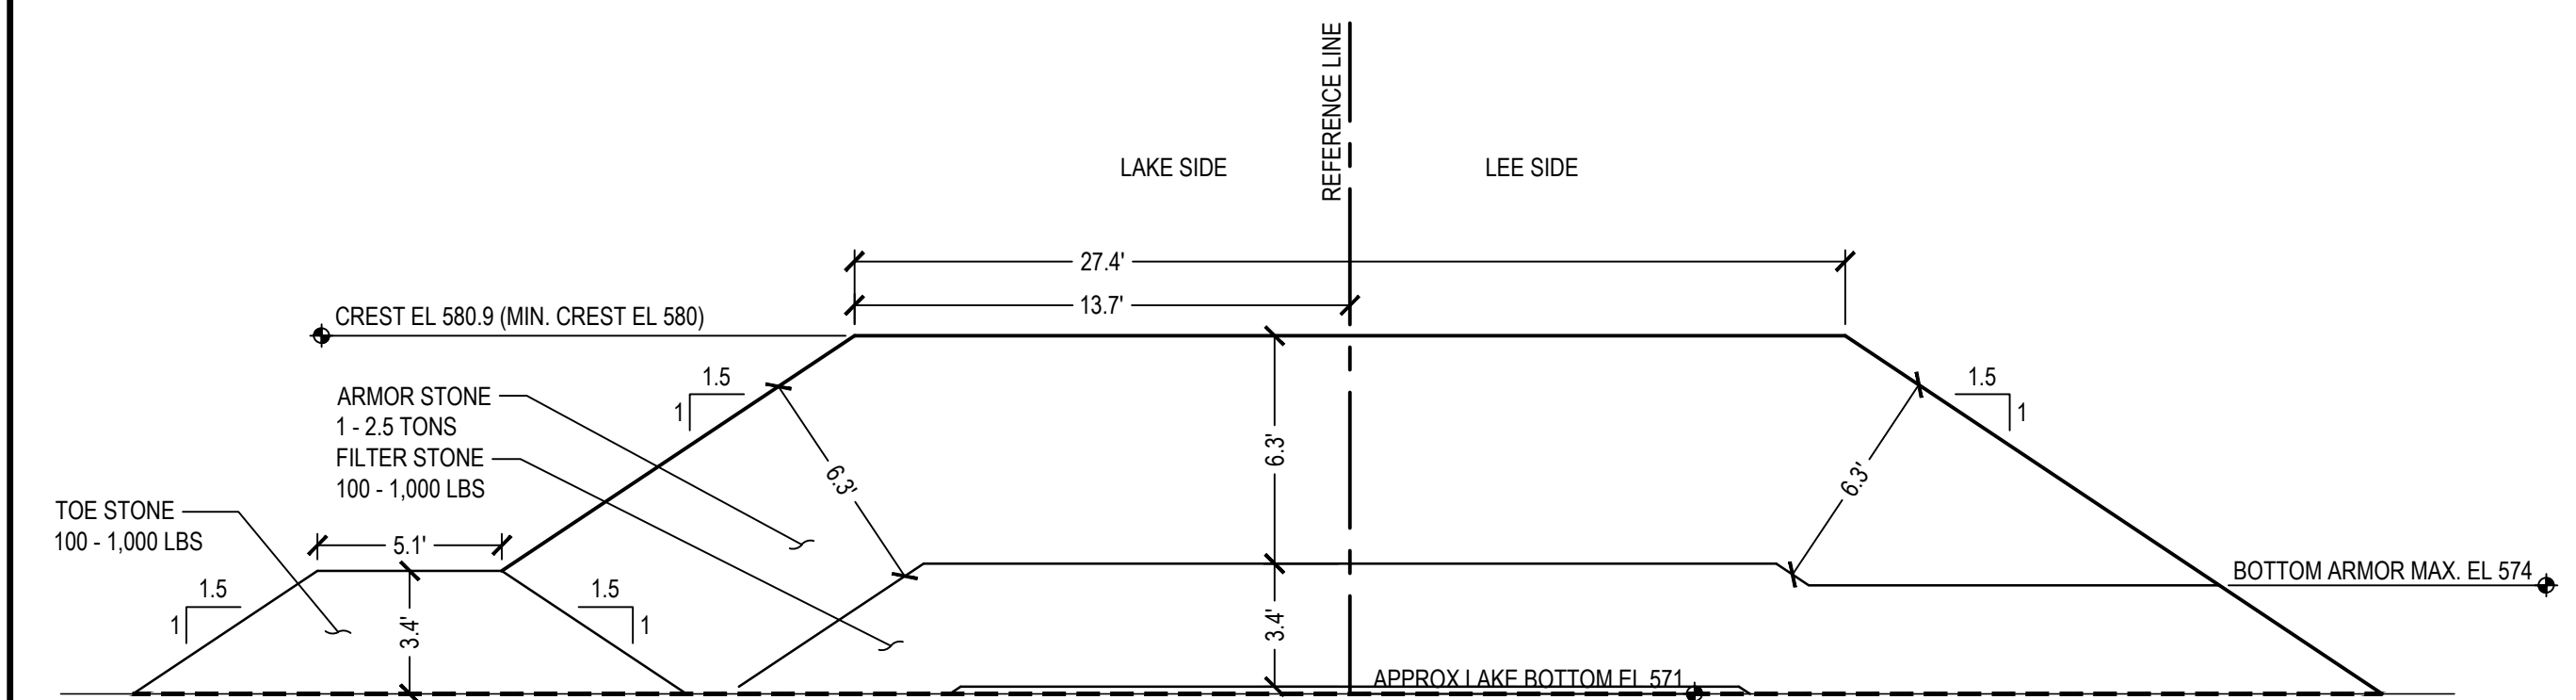 REFERENCE LINE
LAKE SIDE
LEE SIDE
27.4'
13.7'
CREST EL 580.9 (MIN. CREST EL 580)
1.5
1
1.5
1
ARMOR STONE
1 - 2.5 TONS
FILTER STONE
100 - 1,000 LBS
6.3'
6.3'
6.3'
TOE STONE
100 - 1,000 LBS
5.1'
BOTTOM ARMOR MAX. EL 574
1.5
1
1.5
1
3.4'
3.4'
APPROX LAKE BOTTOM EL 571